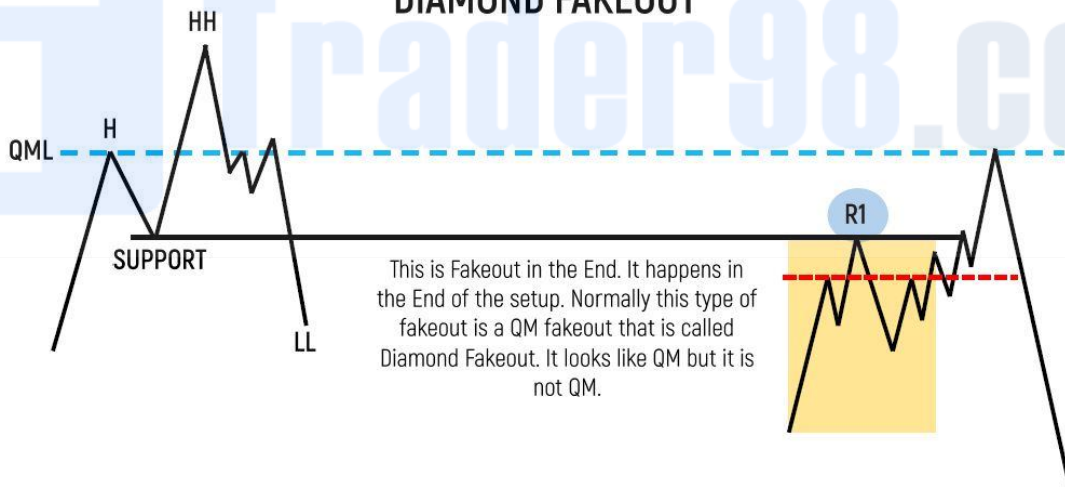 DIAMOND FAKEOUT
Trader98.co
HH
H
QML
R1
SUPPORT
This is Fakeout in the End. It happens in
the End of the setup. Normally this type of
fakeout is a QM fakeout that is called
Diamond Fakeout. It looks like QM but it is
not QM.
LL